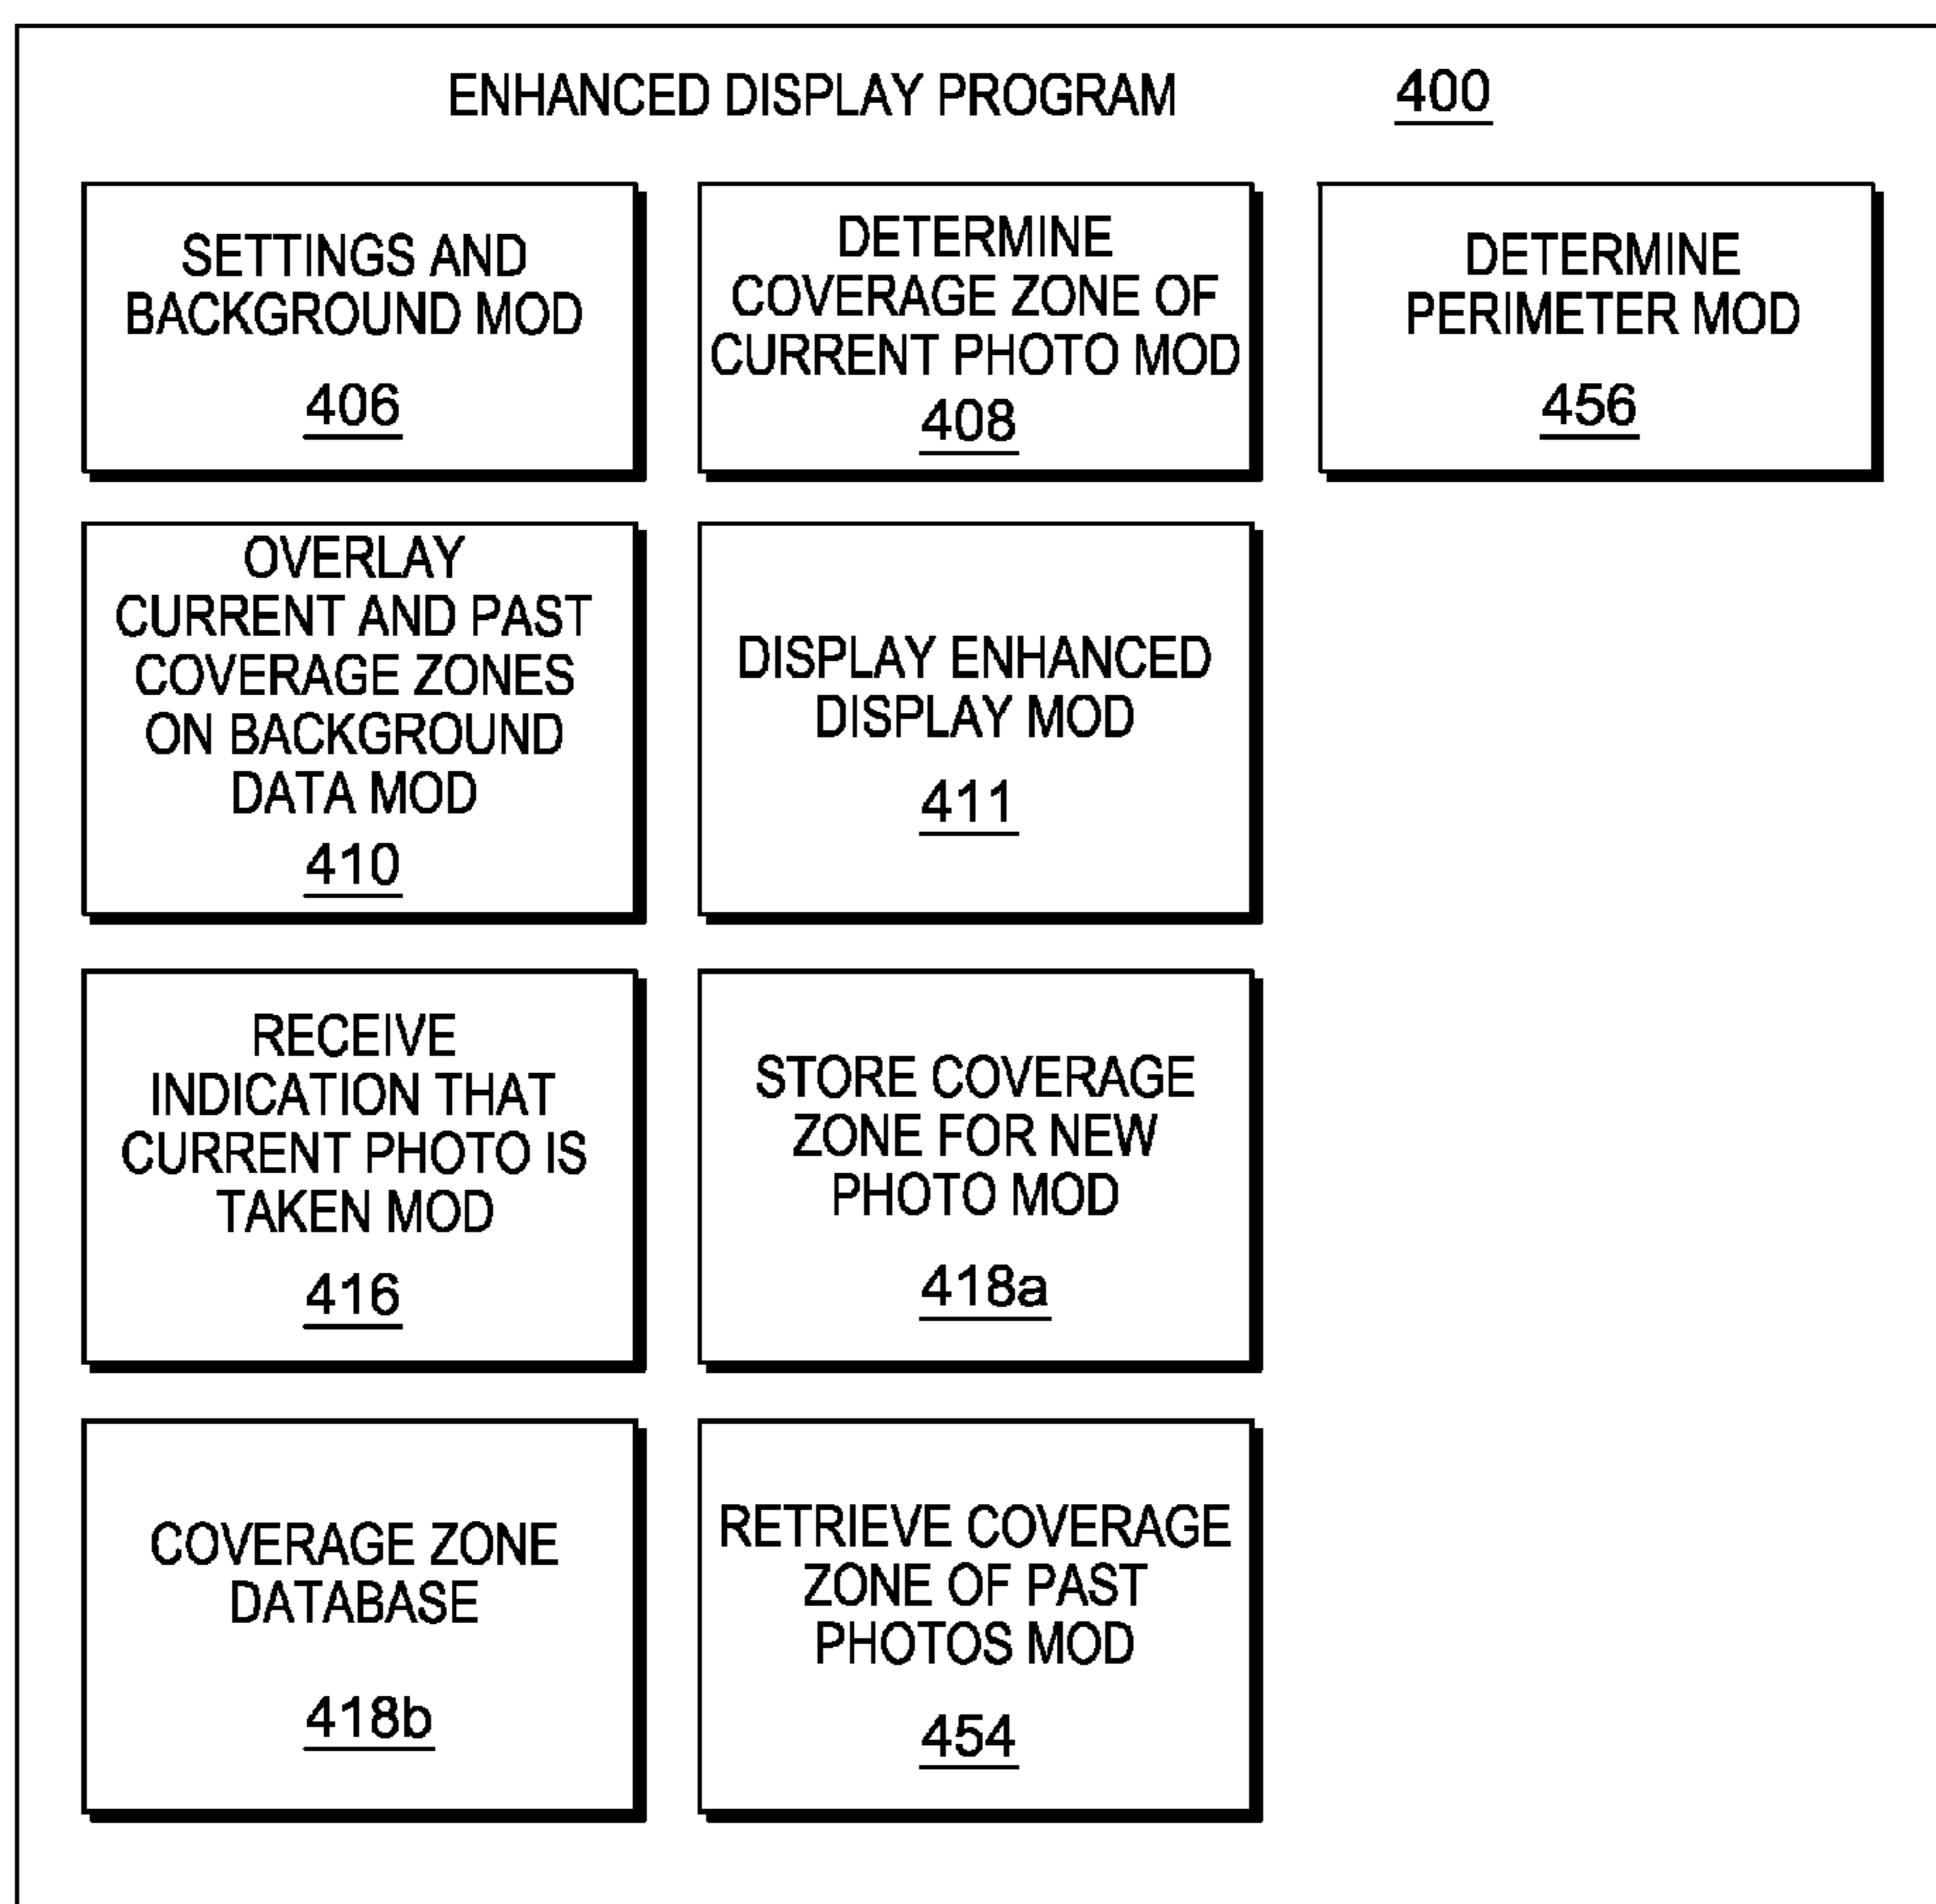 ENHANCED DISPLAY PROGRAM 400
SETTINGS AND
BACKGROUND MOD
406
DETERMINE
COVERAGE ZONE OF
CURRENT PHOTO MOD
408
DETERMINE
PERIMETER MOD
456
OVERLAY
CURRENT AND PAST
COVERAGE ZONES
ON BACKGROUND
DATA MOD
410
DISPLAY ENHANCED
DISPLAY MOD
411
RECEIVE
INDICATION THAT
CURRENT PHOTO IS
TAKEN MOD
416
STORE COVERAGE
ZONE FOR NEW
PHOTO MOD
418a
COVERAGE ZONE
DATABASE
418b
RETRIEVE COVERAGE
ZONE OF PAST
PHOTOS MOD
454